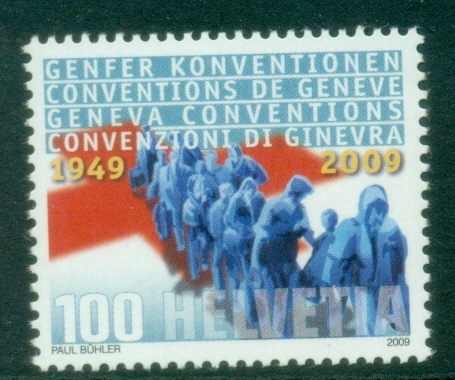 GENFER KONVENTIONEN
CONVENTIONS DE GENEVE
GENEVA CONVENTIONS
CONVENZIONI DI GINEVRA
1949 2009
100 HELVETIA
PAUL BÜHLER 2009